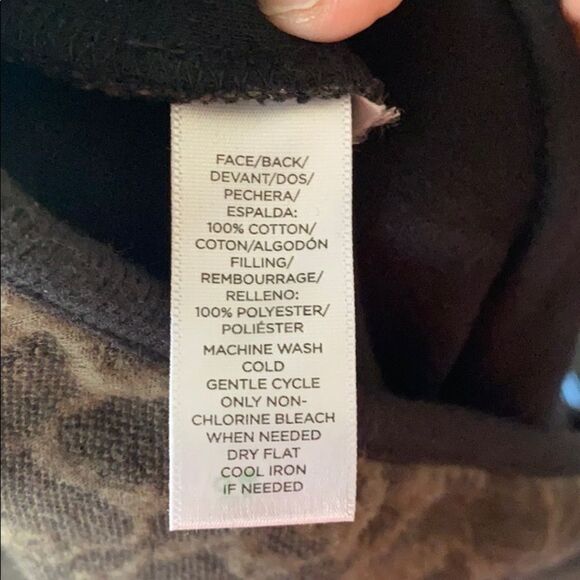 FACE/BACK/
DEVANT/DOS/
PECHERA/
ESPALDA:
100% COTTON/
COTON/ALGODÓN
FILLING/
REMBOURRAGE/
RELLENO:
100% POLYESTER/
POLIÉSTER
MACHINE WASH
COLD
GENTLE CYCLE
ONLY NON-
CHLORINE BLEACH
WHEN NEEDED
DRY FLAT
COOL IRON
IF NEEDED